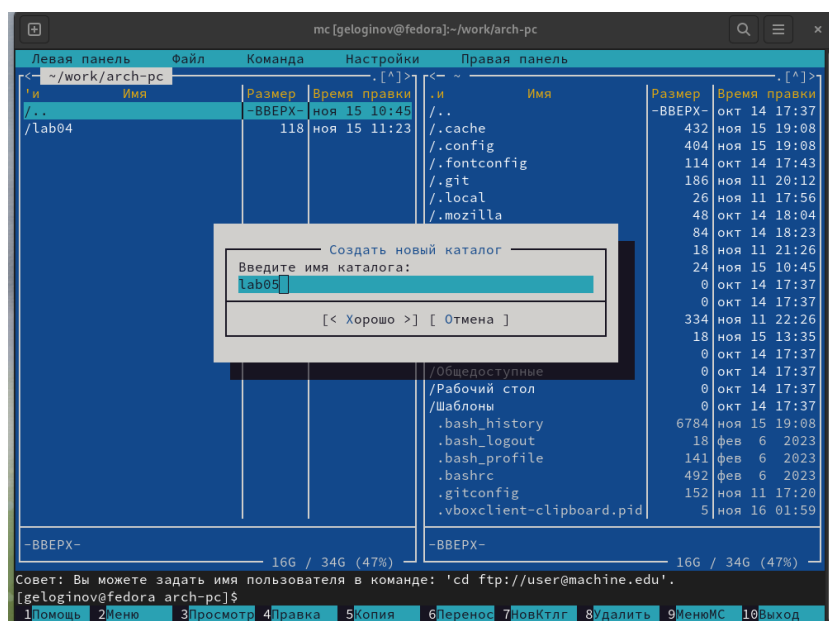 mc [geloginov@fedora]:~/work/arch-pc
Левая панель Файл Команда Настройки Правая панель
<─ ~/work/arch-pc .[^]>
'и Имя Размер Время правки
/.. -ВВЕРХ- ноя 15 10:45
/lab04 118 ноя 15 11:23
<─ ~ .[^]>
.и Имя Размер Время правки
/.. -ВВЕРХ- окт 14 17:37
/.cache 432 ноя 15 19:08
/.config 404 ноя 15 19:08
/.fontconfig 114 окт 14 17:43
/.git 186 ноя 11 20:12
/.local 26 ноя 11 17:56
/.mozilla 48 окт 14 18:04
84 окт 14 18:23
18 ноя 11 21:26
24 ноя 15 10:45
0 окт 14 17:37
0 окт 14 17:37
334 ноя 11 22:26
18 ноя 15 13:35
0 окт 14 17:37
/Общедоступные 0 окт 14 17:37
/Рабочий стол 0 окт 14 17:37
/Шаблоны 0 окт 14 17:37
.bash_history 6784 ноя 15 19:08
.bash_logout 18 фев 6 2023
.bash_profile 141 фев 6 2023
.bashrc 492 фев 6 2023
.gitconfig 152 ноя 11 17:20
.vboxclient-clipboard.pid 5 ноя 16 01:59
Создать новый каталог
Введите имя каталога:
lab05
[< Хорошо >] [ Отмена ]
-ВВЕРХ-
16G / 34G (47%)
-ВВЕРХ-
16G / 34G (47%)
Совет: Вы можете задать имя пользователя в команде: 'cd ftp://user@machine.edu'.
[geloginov@fedora arch-pc]$
1Помощь 2Меню 3Просмотр 4Правка 5Копия 6Перенос 7НовКтлг 8Удалить 9МенюМС 10Выход